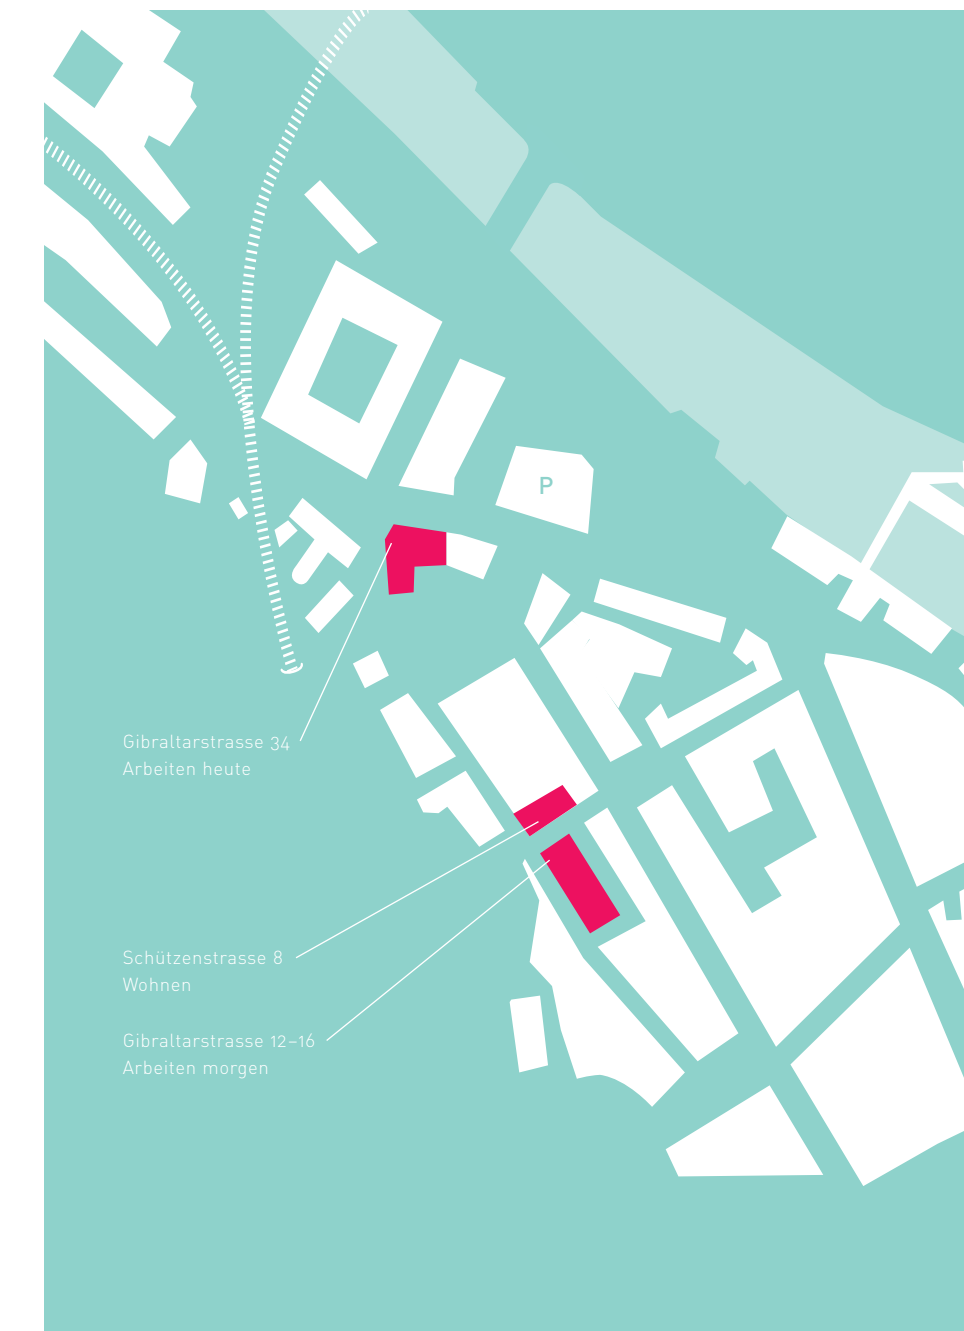 P
Gibraltarstrasse 34
Arbeiten heute
Schützenstrasse 8
Wohnen
Gibraltarstrasse 12–16
Arbeiten morgen